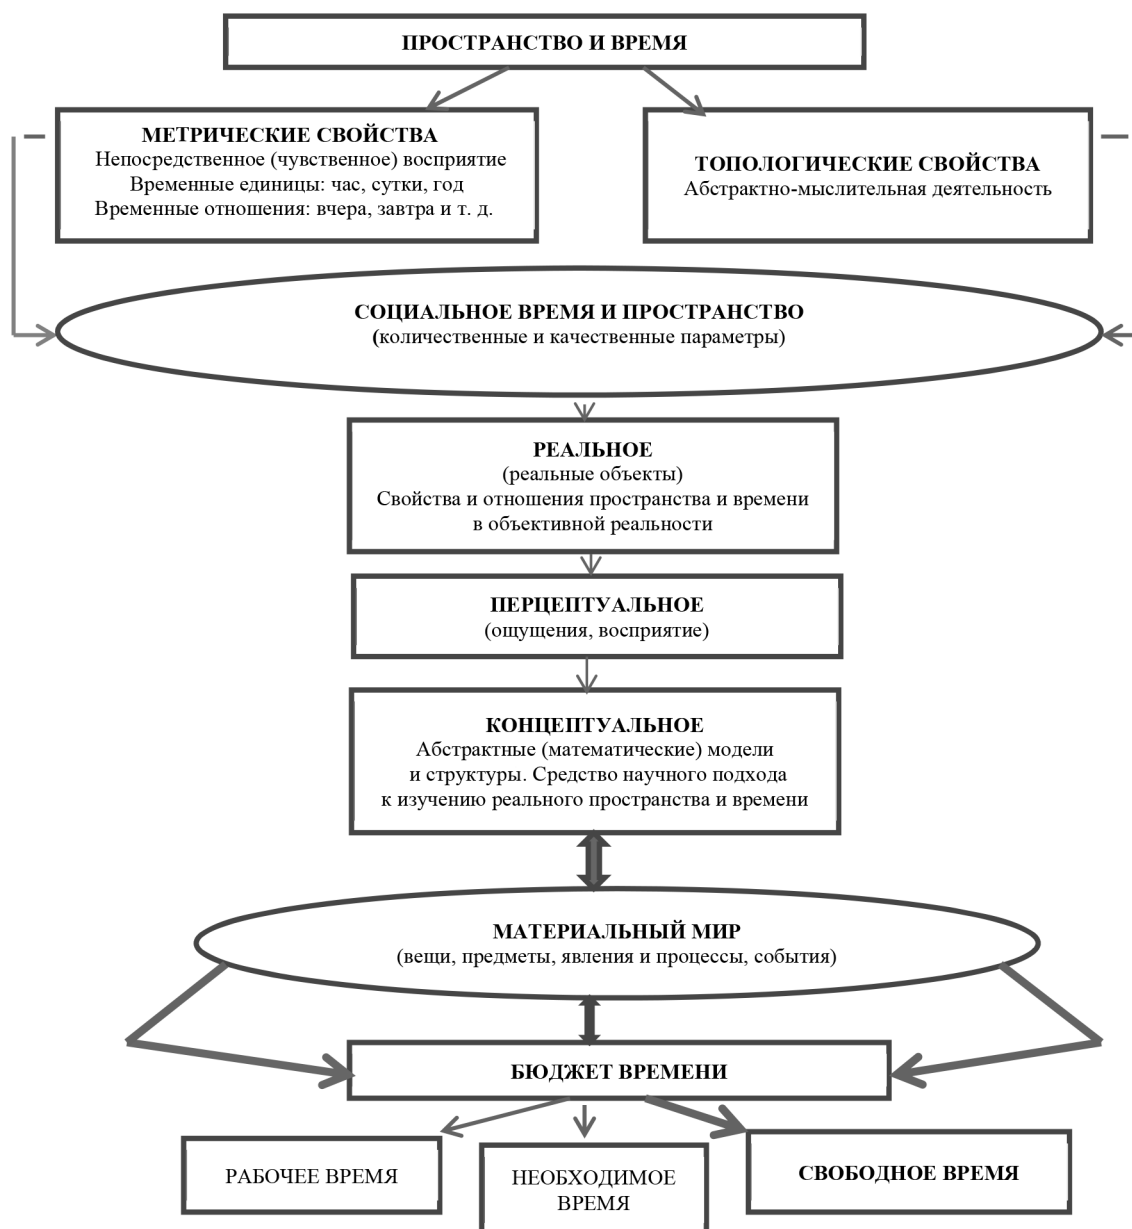 ПРОСТРАНСТВО И ВРЕМЯ
МЕТРИЧЕСКИЕ СВОЙСТВА
Непосредственное (чувственное) восприятие
Временные единицы: час, сутки, год
Временные отношения: вчера, завтра и т. д.
ТОПОЛОГИЧЕСКИЕ СВОЙСТВА
Абстрактно-мыслительная деятельность
СОЦИАЛЬНОЕ ВРЕМЯ И ПРОСТРАНСТВО
(количественные и качественные параметры)
РЕАЛЬНОЕ
(реальные объекты)
Свойства и отношения пространства и времени
в объективной реальности
ПЕРЦЕПТУАЛЬНОЕ
(ощущения, восприятие)
КОНЦЕПТУАЛЬНОЕ
Абстрактные (математические) модели
и структуры. Средство научного подхода
к изучению реального пространства и времени
МАТЕРИАЛЬНЫЙ МИР
(вещи, предметы, явления и процессы, события)
БЮДЖЕТ ВРЕМЕНИ
РАБОЧЕЕ ВРЕМЯ
НЕОБХОДИМОЕ
ВРЕМЯ
СВОБОДНОЕ ВРЕМЯ